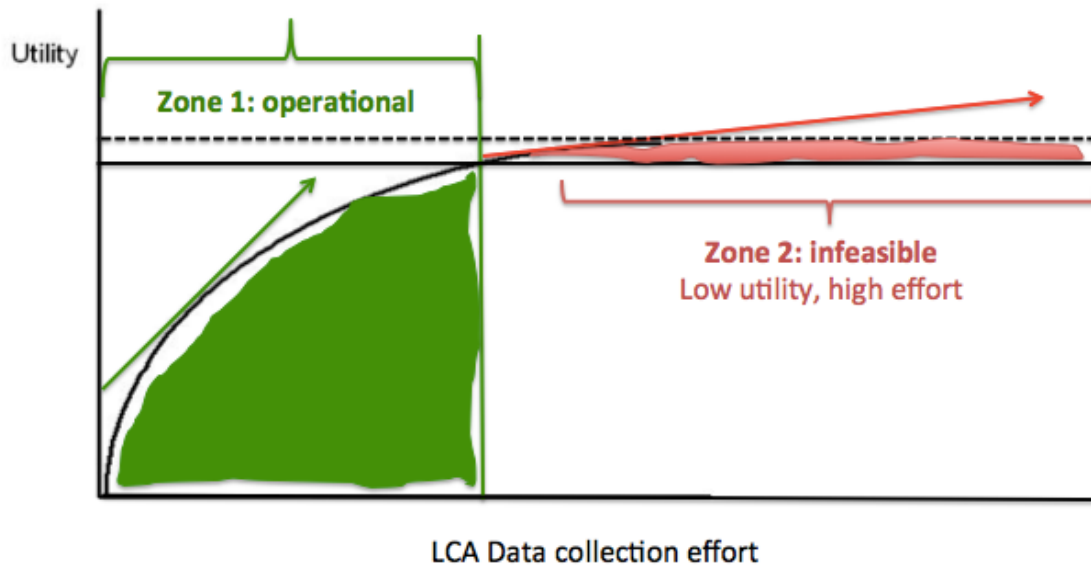 Utility
Zone 1: operational
Zone 2: infeasible
Low utility, high effort
LCA Data collection effort